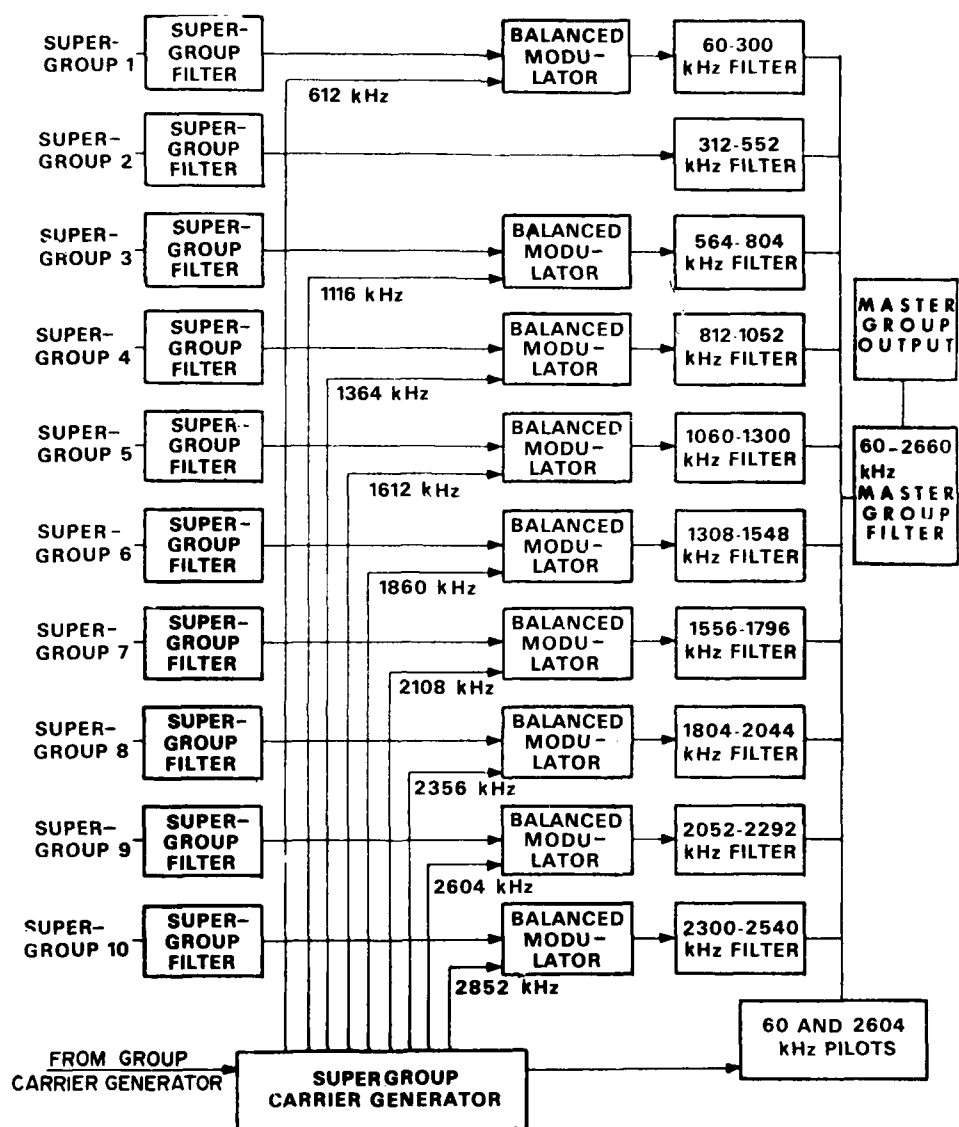 SUPER-
GROUP 1
SUPER-
GROUP
FILTER
612 kHz
BALANCED
MODU-
LATOR
60-300
kHz FILTER
SUPER-
GROUP 2
SUPER-
GROUP
FILTER
312-552
kHz FILTER
SUPER-
GROUP 3
SUPER-
GROUP
FILTER
1116 kHz
BALANCED
MODU-
LATOR
564-804
kHz FILTER
SUPER-
GROUP 4
SUPER-
GROUP
FILTER
1364 kHz
BALANCED
MODU-
LATOR
812-1052
kHz FILTER
MASTER
GROUP
OUTPUT
SUPER-
GROUP 5
SUPER-
GROUP
FILTER
1612 kHz
BALANCED
MODU-
LATOR
1060-1300
kHz FILTER
60-2660
kHz
MASTER
GROUP
FILTER
SUPER-
GROUP 6
SUPER-
GROUP
FILTER
1860 kHz
BALANCED
MODU-
LATOR
1308-1548
kHz FILTER
SUPER-
GROUP 7
SUPER-
GROUP
FILTER
2108 kHz
BALANCED
MODU-
LATOR
1556-1796
kHz FILTER
SUPER-
GROUP 8
SUPER-
GROUP
FILTER
2356 kHz
BALANCED
MODU-
LATOR
1804-2044
kHz FILTER
SUPER-
GROUP 9
SUPER-
GROUP
FILTER
2604 kHz
BALANCED
MODU-
LATOR
2052-2292
kHz FILTER
SUPER-
GROUP 10
SUPER-
GROUP
FILTER
2852 kHz
BALANCED
MODU-
LATOR
2300-2540
kHz FILTER
FROM GROUP
CARRIER GENERATOR
SUPERGROUP
CARRIER GENERATOR
60 AND 2604
kHz PILOTS